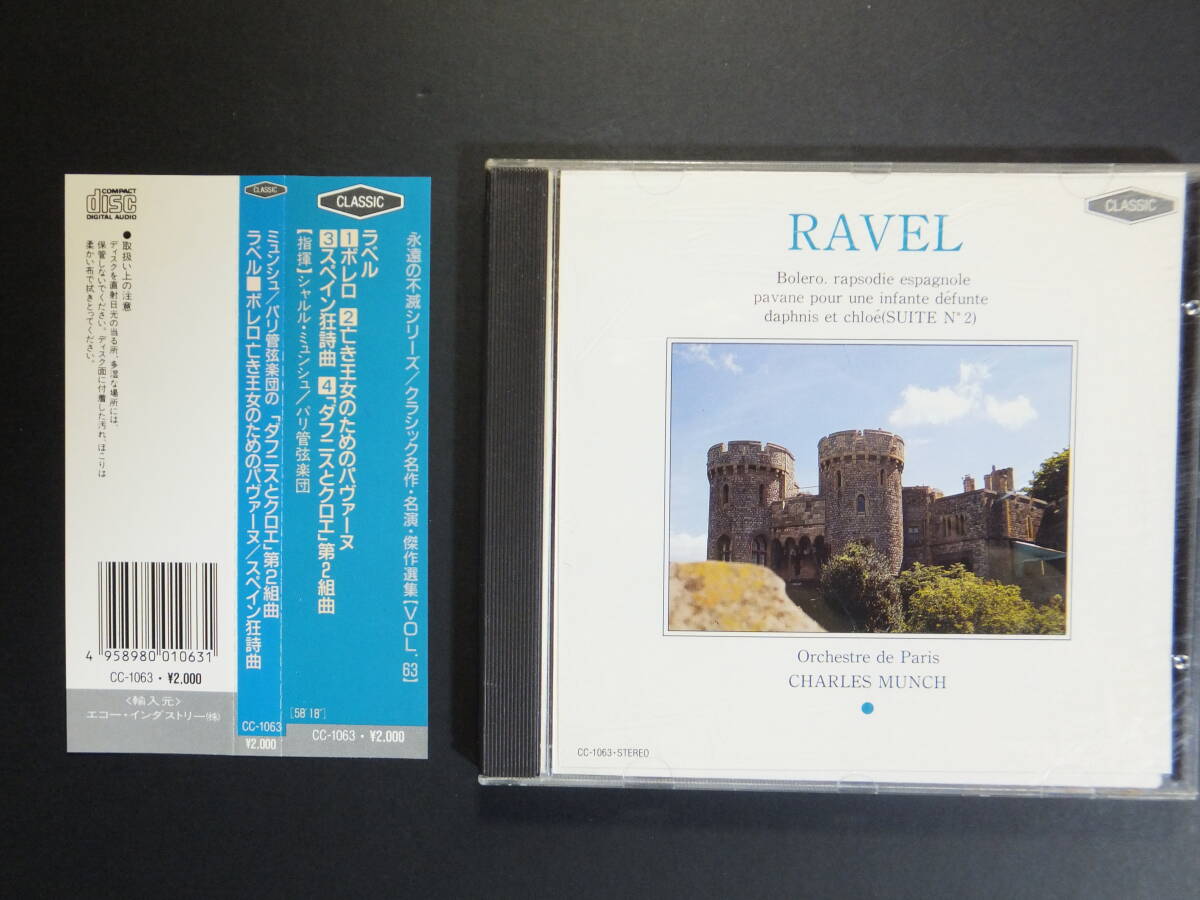 COMPACT
disc
DIGITAL AUDIO
●取扱い上の注意
ディスクを直射日光の当る所、多湿な場所には、
保管しないでください。ディスク面に付着した汚れ、ほこりは
柔かい布で拭きとってください。
4 958980 010631
CC-1063・¥2,000
〈輸入元〉
エコー・インダストリー㈱
CLASSIC
ミュンシュ/パリ管弦楽団の「ダフニスとクロエ」第2組曲
ラベル■ボレロ 亡き王女のためのパヴァーヌ/スペイン狂詩曲
CC-1063
¥2,000
CLASSIC
永遠の不滅シリーズ/クラシック名作・名演・傑作選集【VOL.63】
ラベル
1ボレロ 2亡き王女のためのパヴァーヌ
3スペイン狂詩曲 4「ダフニスとクロエ」第2組曲
【指揮】シャルル・ミュンシュ/パリ管弦楽団
[58'18"]
CC-1063・¥2,000
CLASSIC
RAVEL
Bolero. rapsodie espagnole
pavane pour une infante défunte
daphnis et chloé(SUITE N°2)
Orchestre de Paris
CHARLES MUNCH
CC-1063・STEREO